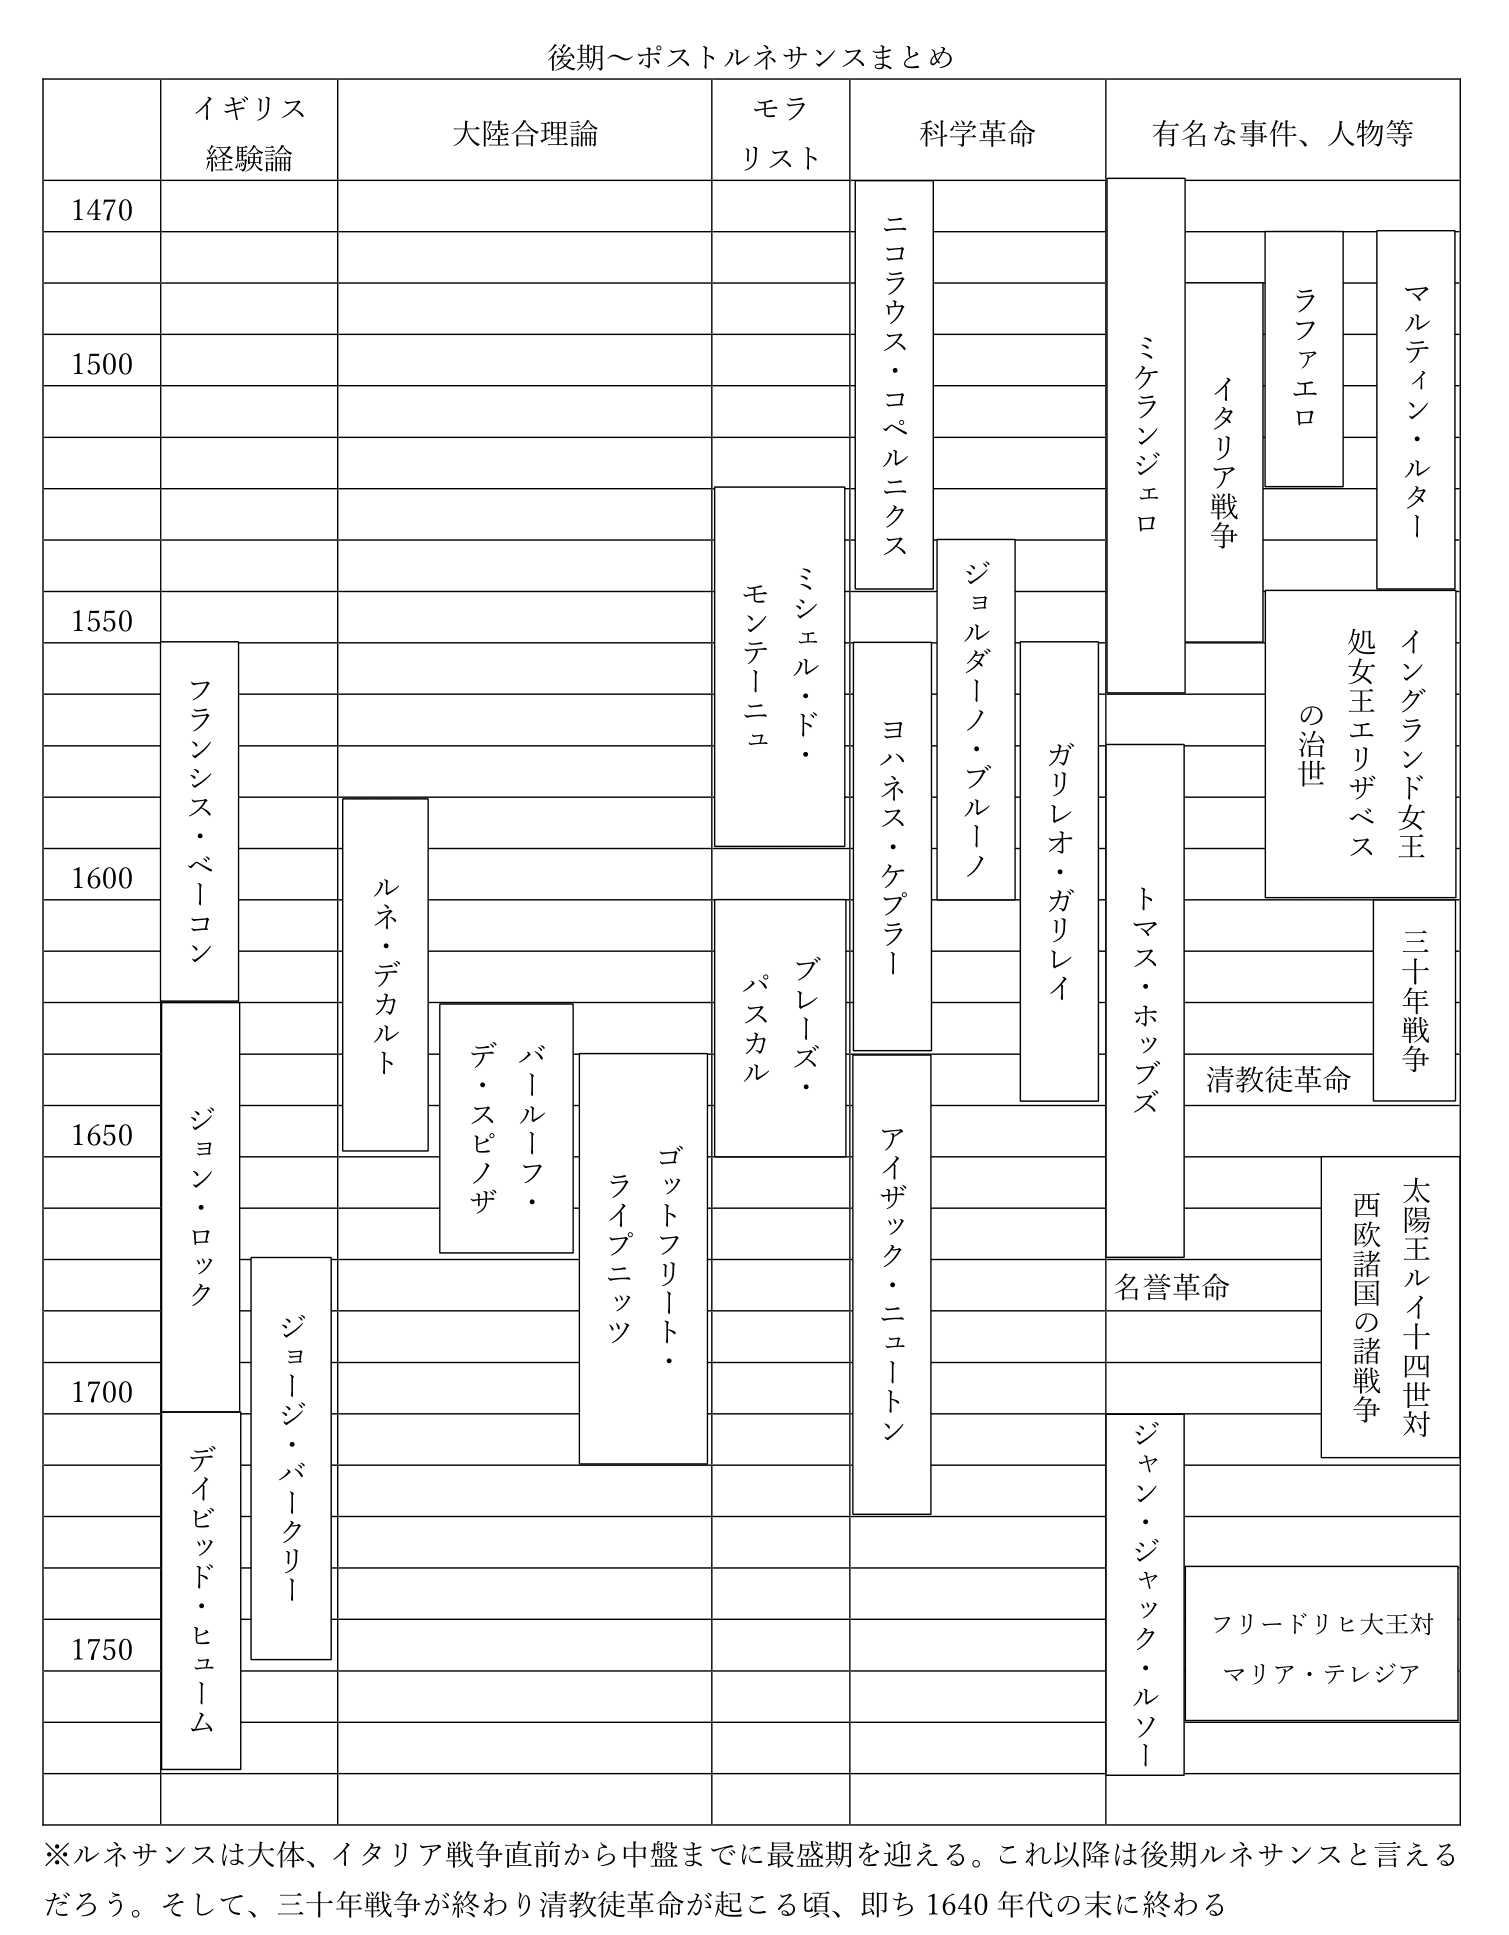 後期～ポストルネサンスまとめ
イギリス
経験論
大陸合理論
モラ
リスト
科学革命
有名な事件、人物等
1470
1500
1550
1600
1650
1700
1750
フランシス・ベーコン
ジョン・ロック
ジョージ・バークリー
デイビッド・ヒューム
ルネ・デカルト
バールーフ・
デ・スピノザ
ゴットフリート・
ライプニッツ
ミシェル・ド・
モンテーニュ
ブレーズ・
パスカル
ニコラウス・コペルニクス
ジョルダーノ・ブルーノ
ヨハネス・ケプラー
ガリレオ・ガリレイ
アイザック・ニュートン
ミケランジェロ
イタリア戦争
ラファエロ
マルティン・ルター
イングランド女王
処女王エリザベス
の治世
トマス・ホッブズ
三十年戦争
清教徒革命
太陽王ルイ十四世対
西欧諸国の諸戦争
名誉革命
ジャン・ジャック・ルソー
フリードリヒ大王対
マリア・テレジア
※ルネサンスは大体、イタリア戦争直前から中盤までに最盛期を迎える。これ以降は後期ルネサンスと言える
だろう。そして、三十年戦争が終わり清教徒革命が起こる頃、即ち 1640 年代の末に終わる